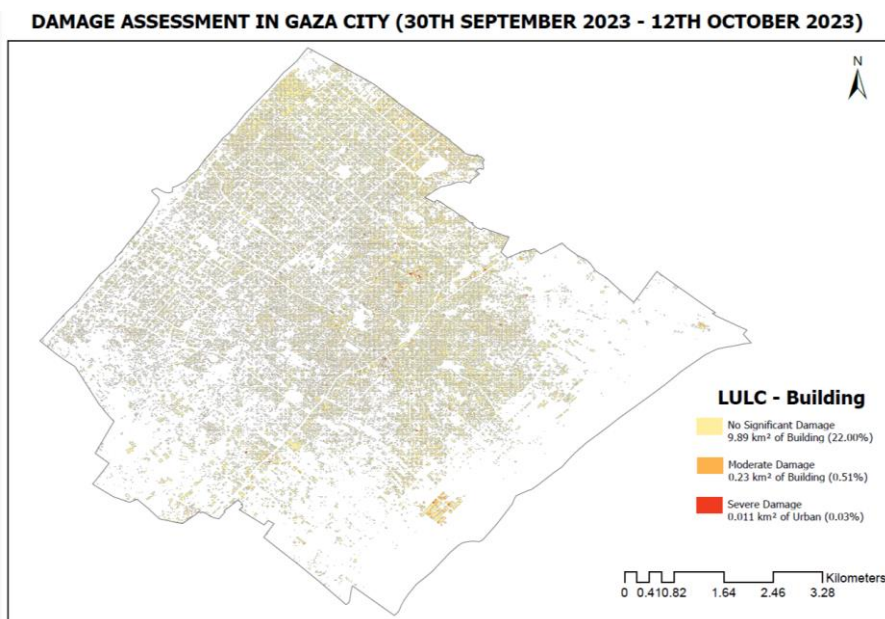 DAMAGE ASSESSMENT IN GAZA CITY (30TH SEPTEMBER 2023 - 12TH OCTOBER 2023)
N
LULC - Building
No Significant Damage
9.89 km² of Building (22.00%)
Moderate Damage
0.23 km² of Building (0.51%)
Severe Damage
0.011 km² of Urban (0.03%)
Kilometers
0 0.410.82 1.64 2.46 3.28